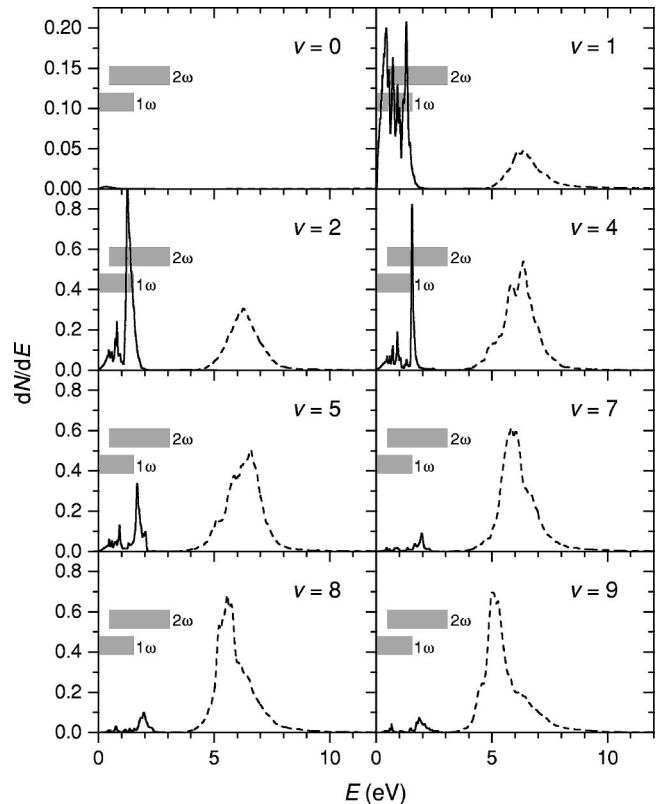 0.20
0.15
0.10
0.05
0.00
v = 0
2ω
1ω
v = 1
2ω
1ω
0.8
0.6
0.4
0.2
0.0
v = 2
2ω
1ω
v = 4
2ω
1ω
0.8
0.6
0.4
0.2
0.0
v = 5
2ω
1ω
v = 7
2ω
1ω
0.8
0.6
0.4
0.2
0.0
v = 8
2ω
1ω
v = 9
2ω
1ω
0 5 10 0 5 10
dN/dE
E (eV)